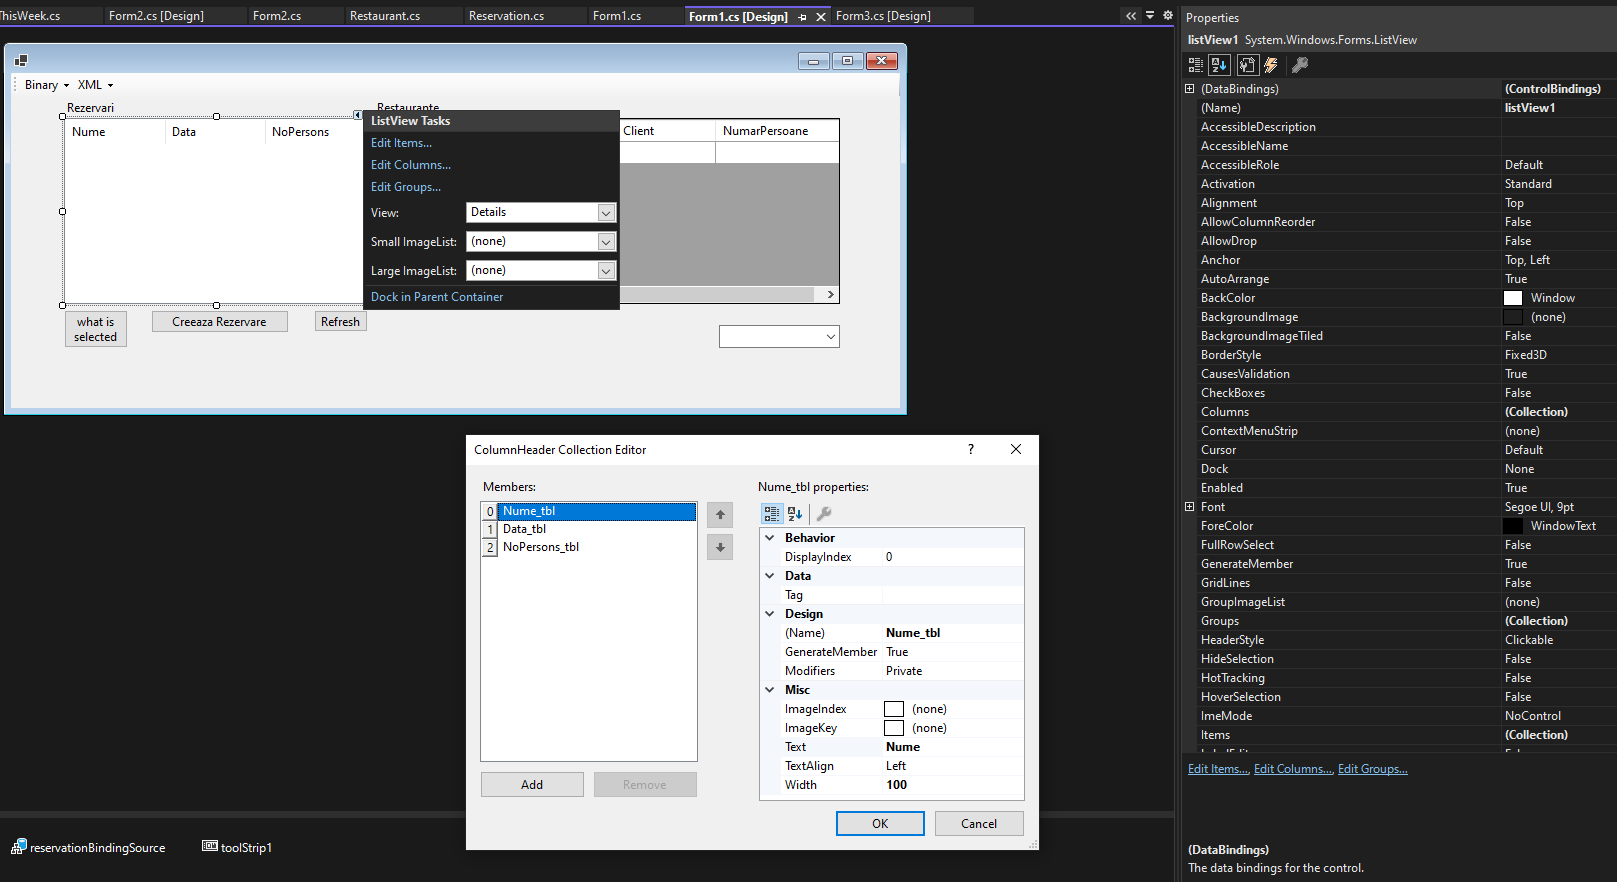 ThisWeek.cs
Form2.cs [Design]
Form2.cs
Restaurant.cs
Reservation.cs
Form1.cs
Form1.cs [Design]
Form3.cs [Design]
Binary
XML
Rezervari
Restaurante
Nume
Data
NoPersons
ListView Tasks
Edit Items...
Edit Columns...
Edit Groups...
View:
Details
Small ImageList:
(none)
Large ImageList:
(none)
Dock in Parent Container
Client
NumarPersoane
what is
selected
Creeaza Rezervare
Refresh
ColumnHeader Collection Editor
?
Members:
0 Nume_tbl
1 Data_tbl
2 NoPersons_tbl
Add
Remove
Nume_tbl properties:
Behavior
DisplayIndex 0
Data
Tag
Design
(Name) Nume_tbl
GenerateMember True
Modifiers Private
Misc
ImageIndex (none)
ImageKey (none)
Text Nume
TextAlign Left
Width 100
OK
Cancel
reservationBindingSource
toolStrip1
Properties
listView1 System.Windows.Forms.ListView
(DataBindings) (ControlBindings)
(Name) listView1
AccessibleDescription
AccessibleName
AccessibleRole Default
Activation Standard
Alignment Top
AllowColumnReorder False
AllowDrop False
Anchor Top, Left
AutoArrange True
BackColor Window
BackgroundImage (none)
BackgroundImageTiled False
BorderStyle Fixed3D
CausesValidation True
CheckBoxes False
Columns (Collection)
ContextMenuStrip (none)
Cursor Default
Dock None
Enabled True
Font Segoe UI, 9pt
ForeColor WindowText
FullRowSelect False
GenerateMember True
GridLines False
GroupImageList (none)
Groups (Collection)
HeaderStyle Clickable
HideSelection False
HotTracking False
HoverSelection False
ImeMode NoControl
Items (Collection)
Edit Items..., Edit Columns..., Edit Groups...
(DataBindings)
The data bindings for the control.